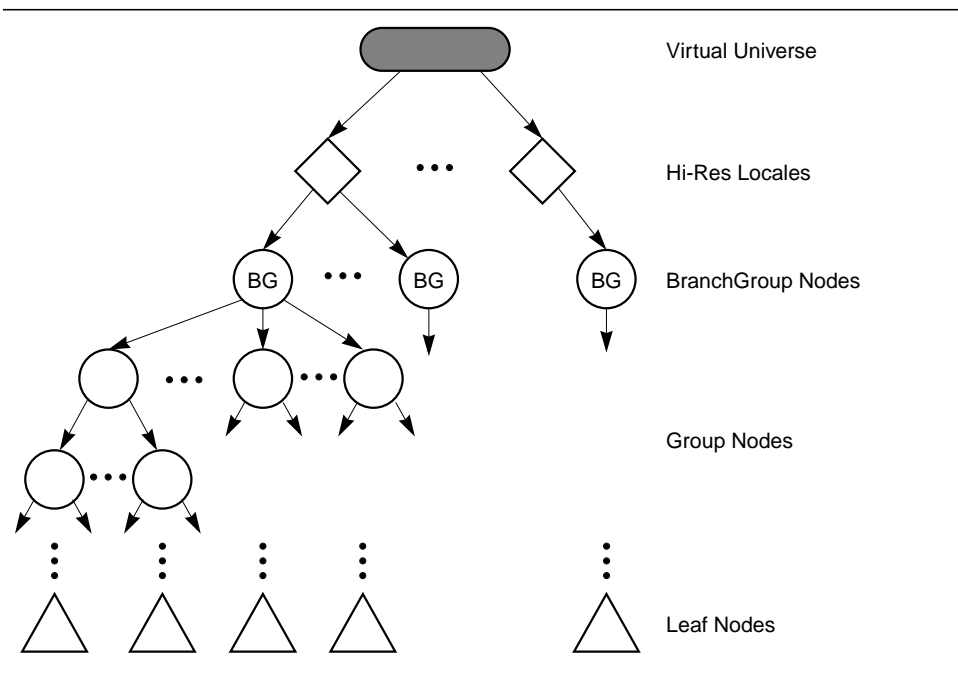 Virtual Universe
Hi-Res Locales
BG
BG
BG
BranchGroup Nodes
Group Nodes
Leaf Nodes